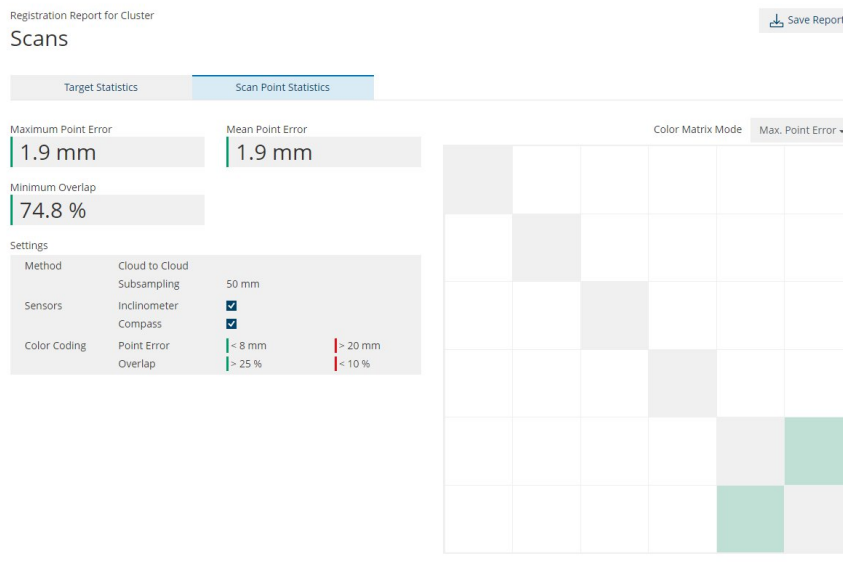 Registration Report for Cluster
Scans
Save Report
Target Statistics
Scan Point Statistics
Maximum Point Error
1.9 mm
Mean Point Error
1.9 mm
Color Matrix Mode
Max. Point Error
Minimum Overlap
74.8 %
Settings
Method Cloud to Cloud
Subsampling 50 mm
Sensors Inclinometer
Compass
Color Coding Point Error < 8 mm > 20 mm
Overlap > 25 % < 10 %